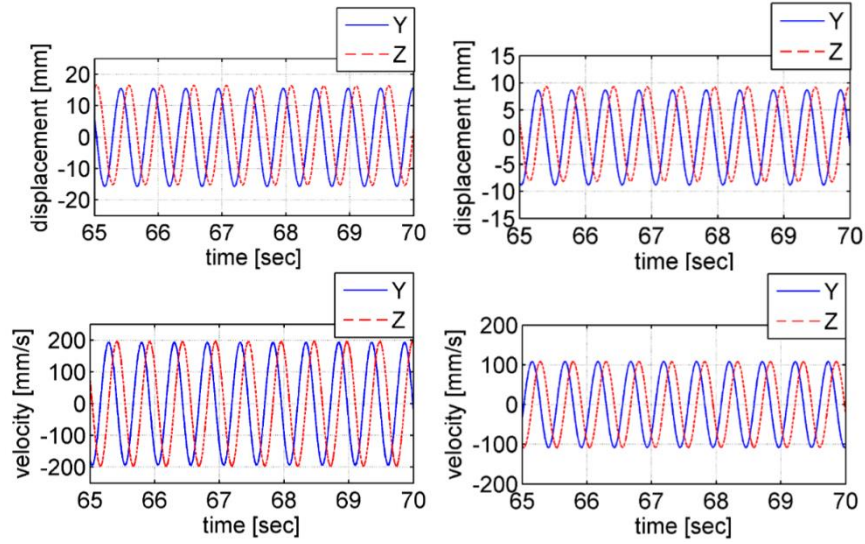 Y
Z
displacement [mm]
20
10
0
-10
-20
65 66 67 68 69 70
time [sec]
Y
Z
displacement [mm]
15
10
5
0
-5
-10
-15
65 66 67 68 69 70
time [sec]
Y
Z
velocity [mm/s]
200
100
0
-100
-200
65 66 67 68 69 70
time [sec]
Y
Z
velocity [mm/s]
200
100
0
-100
-200
65 66 67 68 69 70
time [sec]